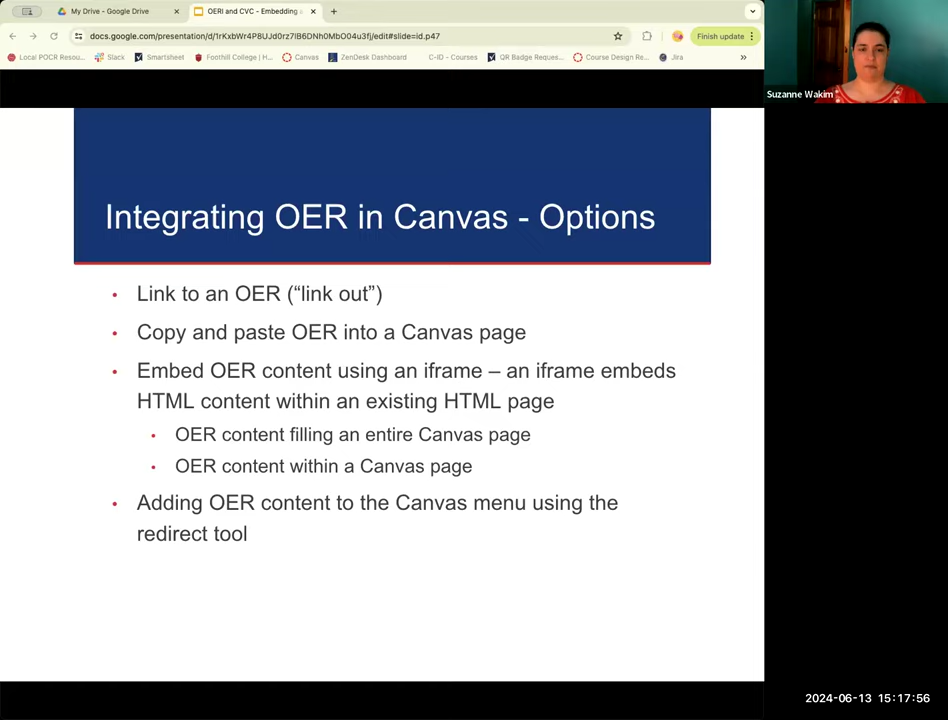 My Drive - Google Drive
OERI and CVC - Embedding
docs.google.com/presentation/d/1rKxbWr4P8UJd0rz7IB6DNh0MbO04u3fj/edit#slide=id.p47
Finish update
Local POCR Resou...
Slack
Smartsheet
Foothill College | H...
Canvas
ZenDesk Dashboard
C-ID - Courses
QR Badge Reques...
Course Design Re...
Jira
»
Suzanne Wakim
Integrating OER in Canvas - Options
• Link to an OER (“link out”)
• Copy and paste OER into a Canvas page
• Embed OER content using an iframe – an iframe embeds
HTML content within an existing HTML page
• OER content filling an entire Canvas page
• OER content within a Canvas page
• Adding OER content to the Canvas menu using the
redirect tool
2024-06-13 15:17:56